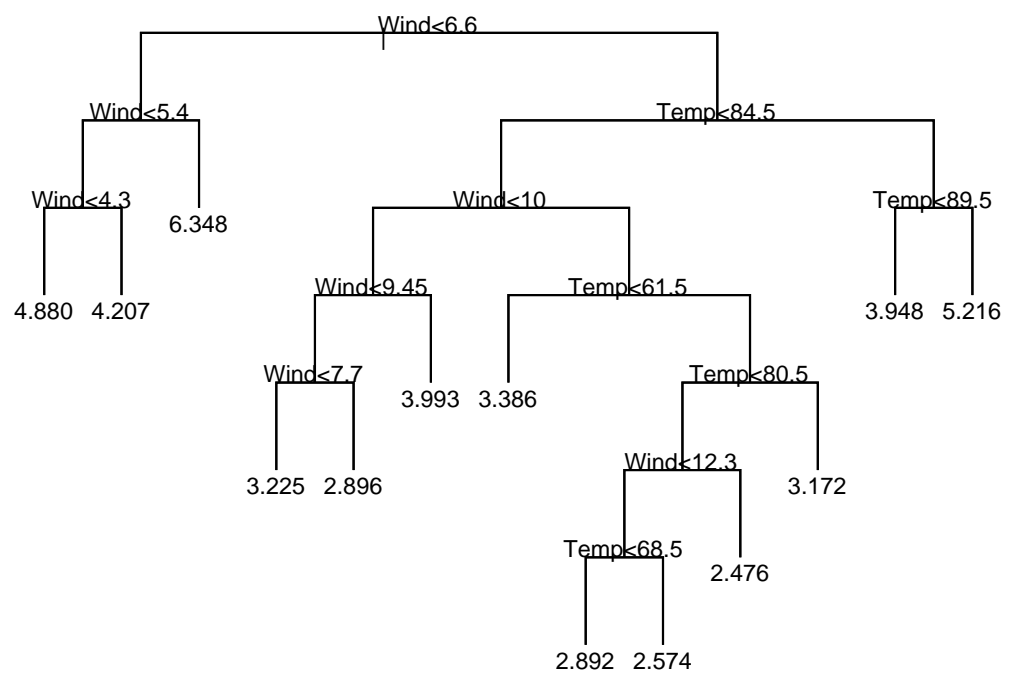 Wind<6.6
Wind<5.4 Temp<84.5
Wind<4.3 6.348 Wind<10 Temp<89.5
4.880 4.207 Wind<9.45 Temp<61.5 3.948 5.216
Wind<7.7 3.993 3.386 Temp<80.5
3.225 2.896 Wind<12.3 3.172
Temp<68.5 2.476
2.892 2.574